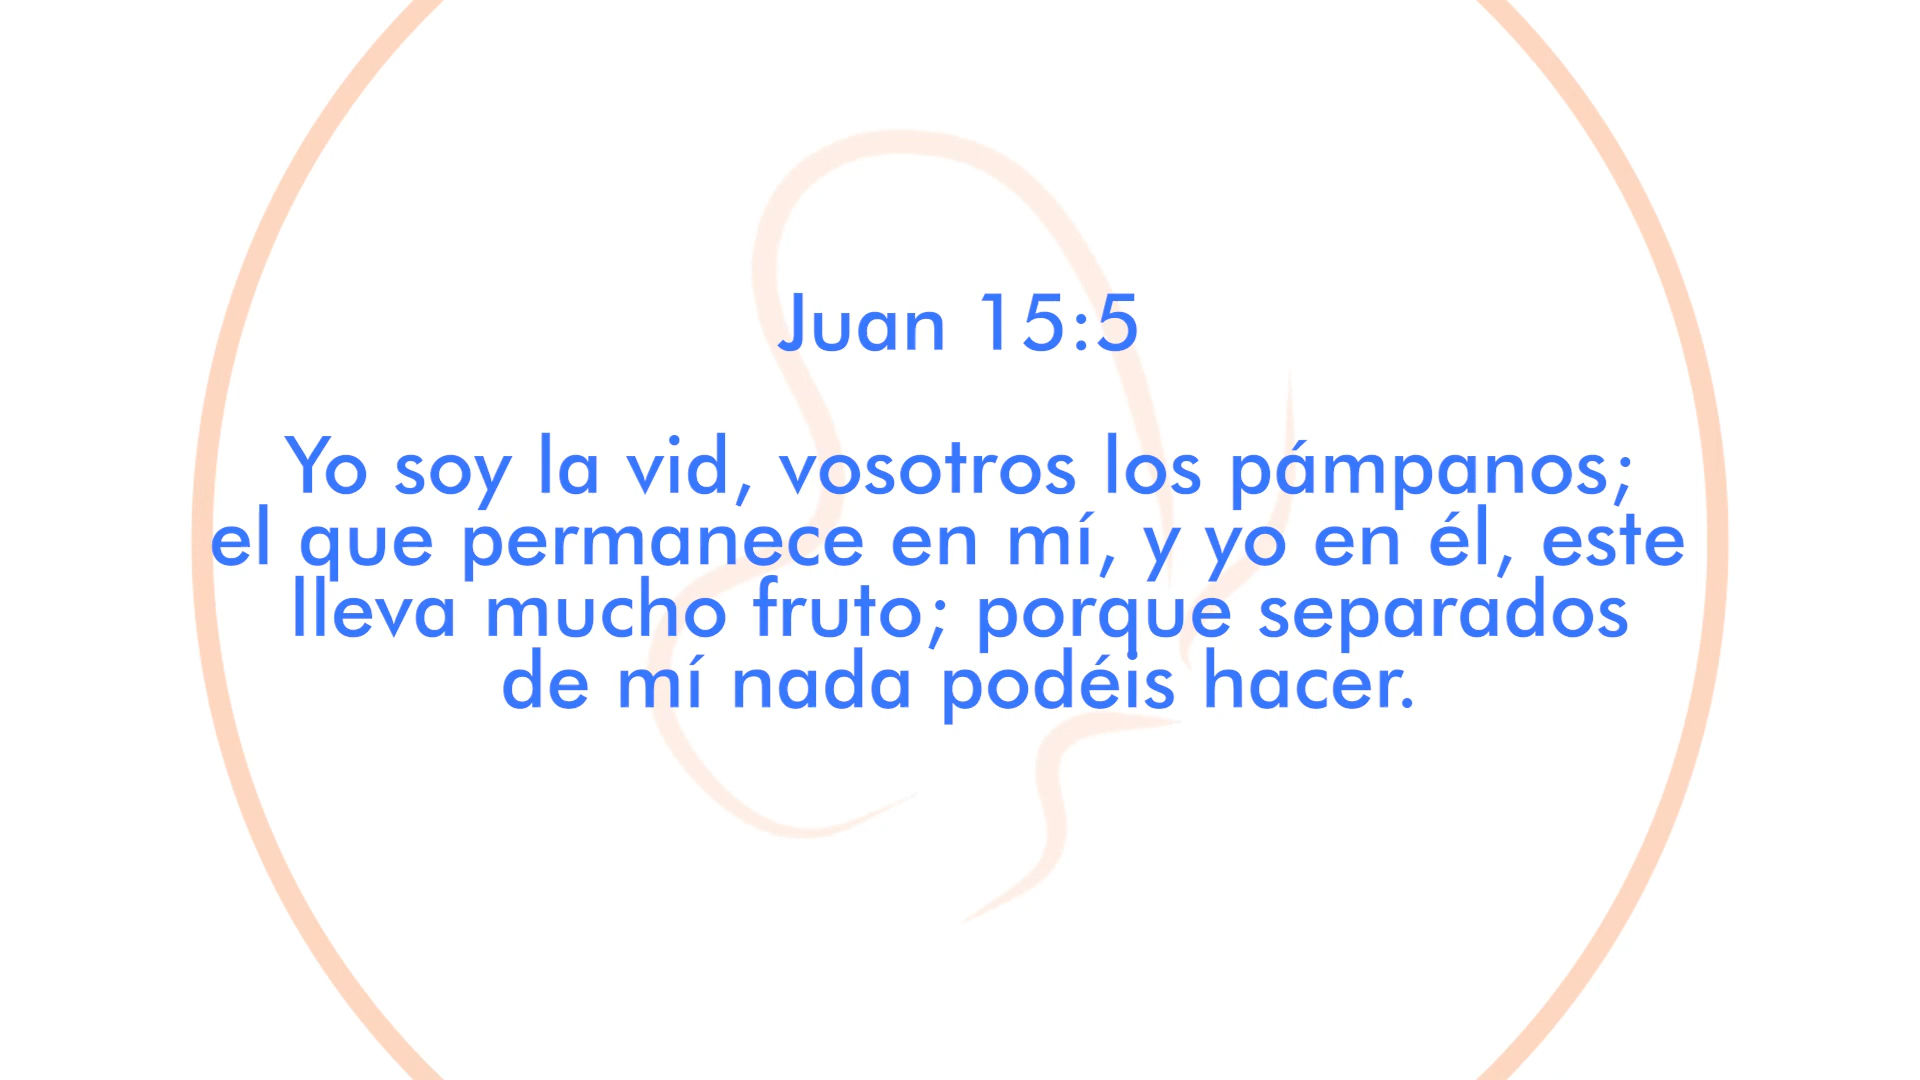 Juan 15:5
Yo soy la vid, vosotros los pámpanos;
el que permanece en mí, y yo en él, este
lleva mucho fruto; porque separados
de mí nada podéis hacer.